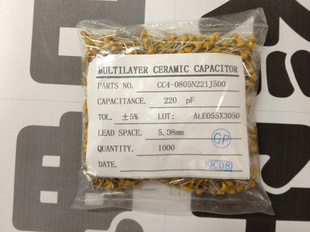 MULTILAYER CERAMIC CAPACITOR
PARTS NO. CC4-0805N221J500
CAPACITANCE. 220 pF
TOL. ±5% LOT: ALE055X3050
LEAD SPACE. 5.08mm
QUANTITY. 1000
GP
DATE.